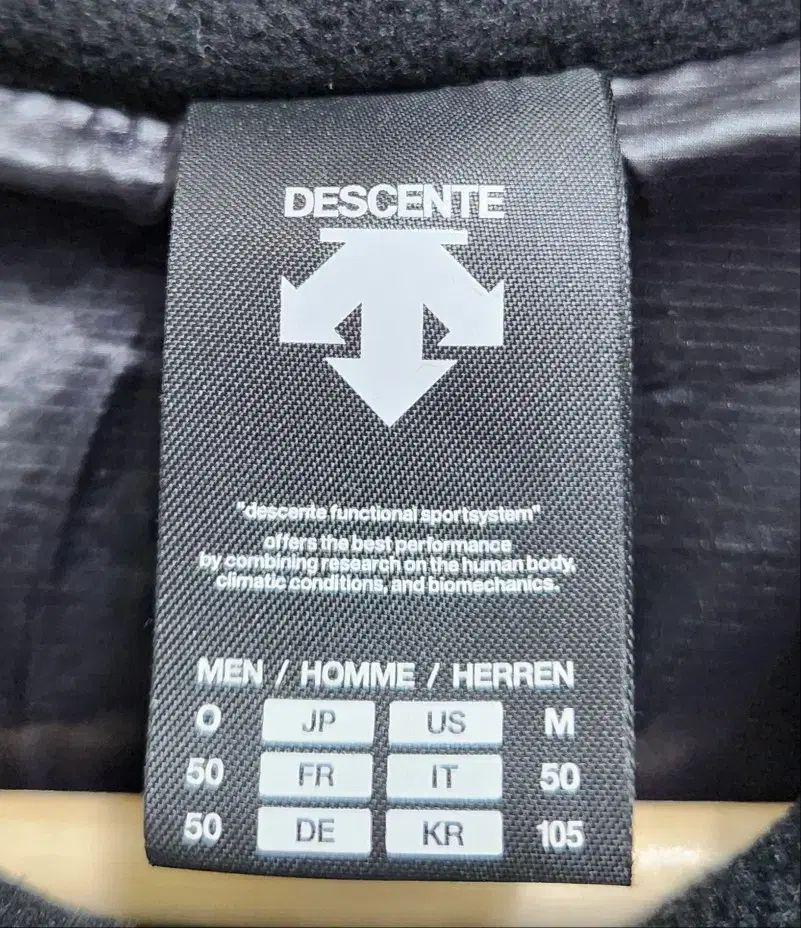 DESCENTE
"descente functional sportsystem"
offers the best performance
by combining research on the human body,
climatic conditions, and biomechanics.
MEN / HOMME / HERREN
O JP US M
50 FR IT 50
50 DE KR 105